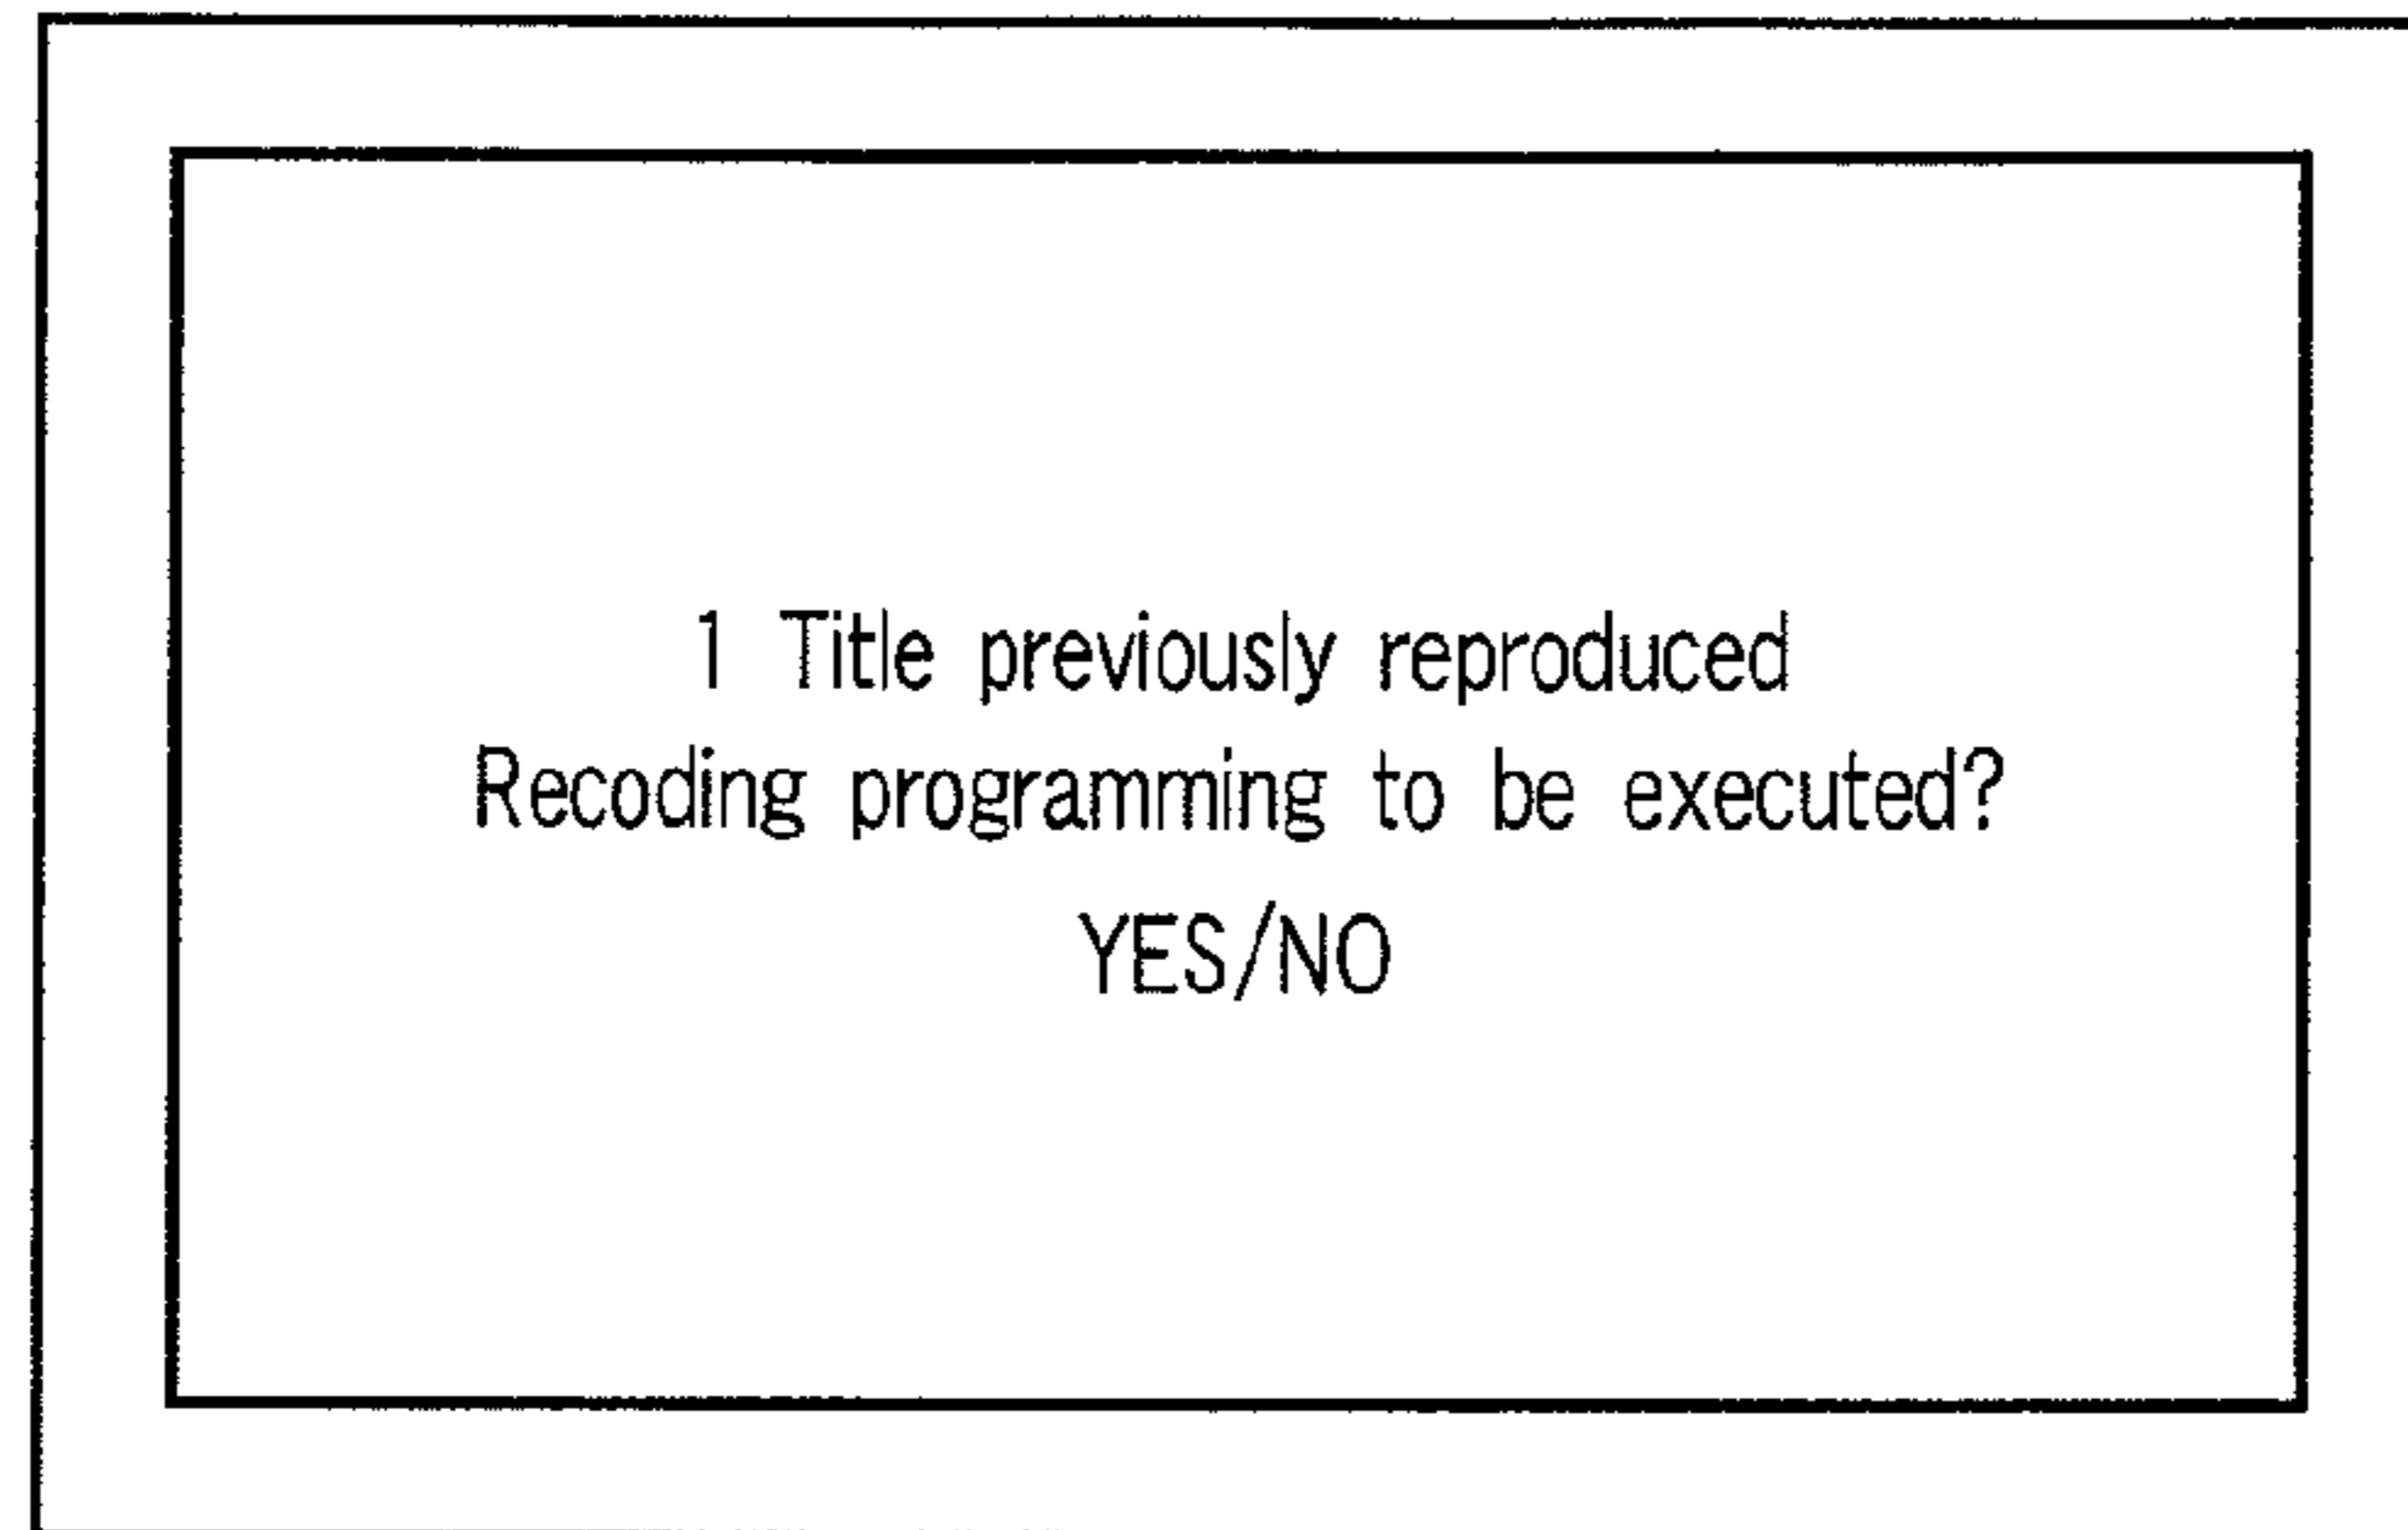 1 Title previously reproduced
Recoding programming to be executed?
YES/NO